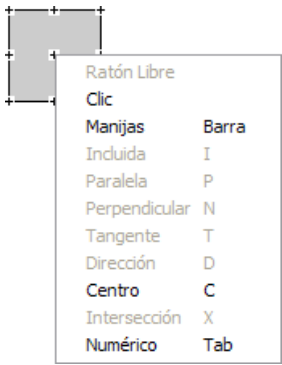 Ratón Libre
Clic
Manijas Barra
Incluida I
Paralela P
Perpendicular N
Tangente T
Dirección D
Centro C
Intersección X
Numérico Tab